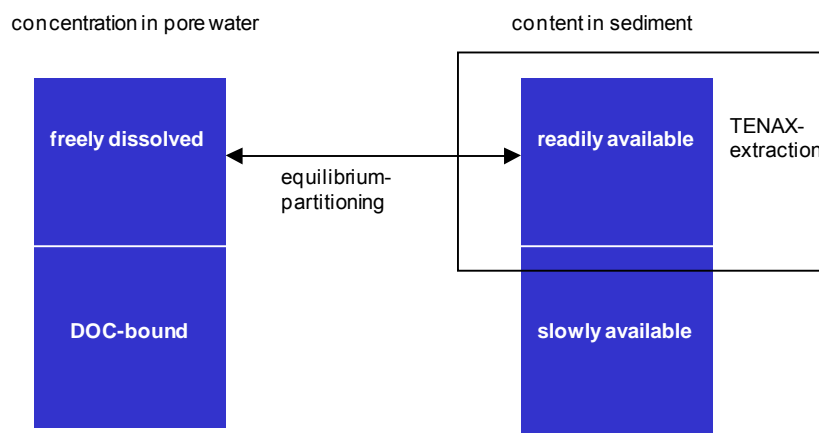 concentration in pore water
content in sediment
freely dissolved
readily available
TENAX-
extraction
equilibrium-
partitioning
DOC-bound
slowly available